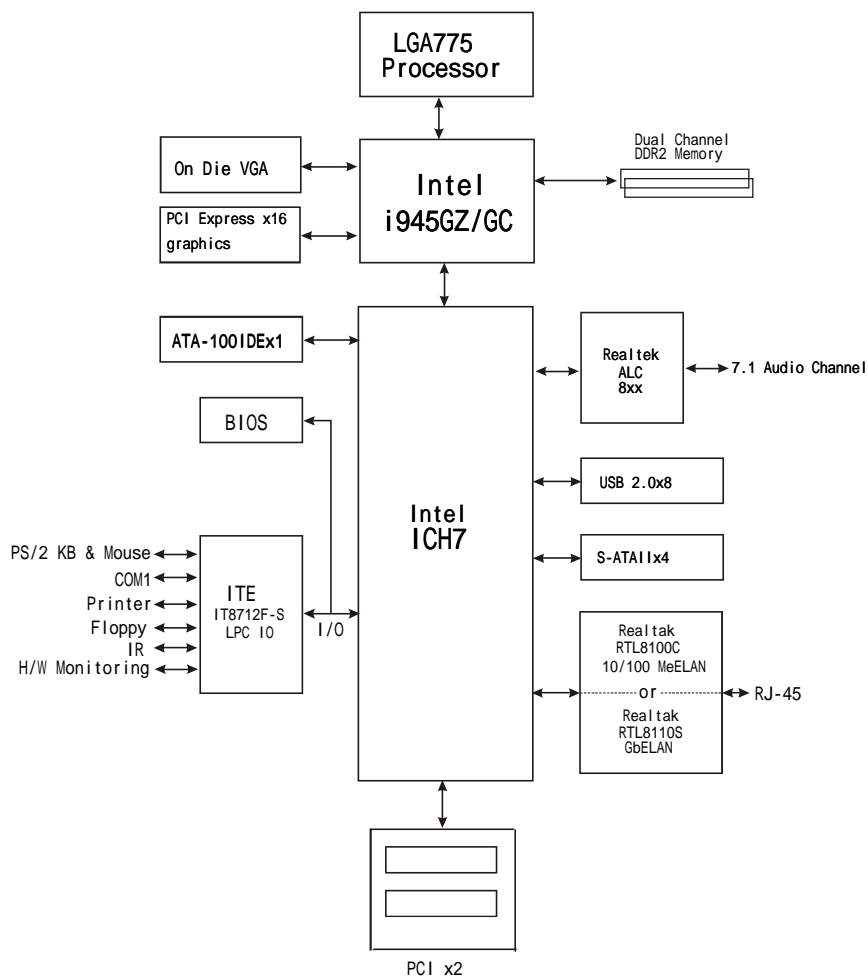 LGA775
Processor
On Die VGA
Intel
i945GZ/GC
Dual Channel
DDR2 Memory
PCI Express x16
graphics
ATA-100IDEx1
Realtek
ALC
8xx
7.1 Audio Channel
BIOS
Intel
ICH7
USB 2.0x8
S-ATAIIx4
PS/2 KB & Mouse
COM1
Printer
Floppy
IR
H/W Monitoring
ITE
IT8712F-S
LPC IO
I/O
Realtak
RTL8100C
10/100 MeELAN
or
Realtak
RTL8110S
GbELAN
RJ-45
PCI x2